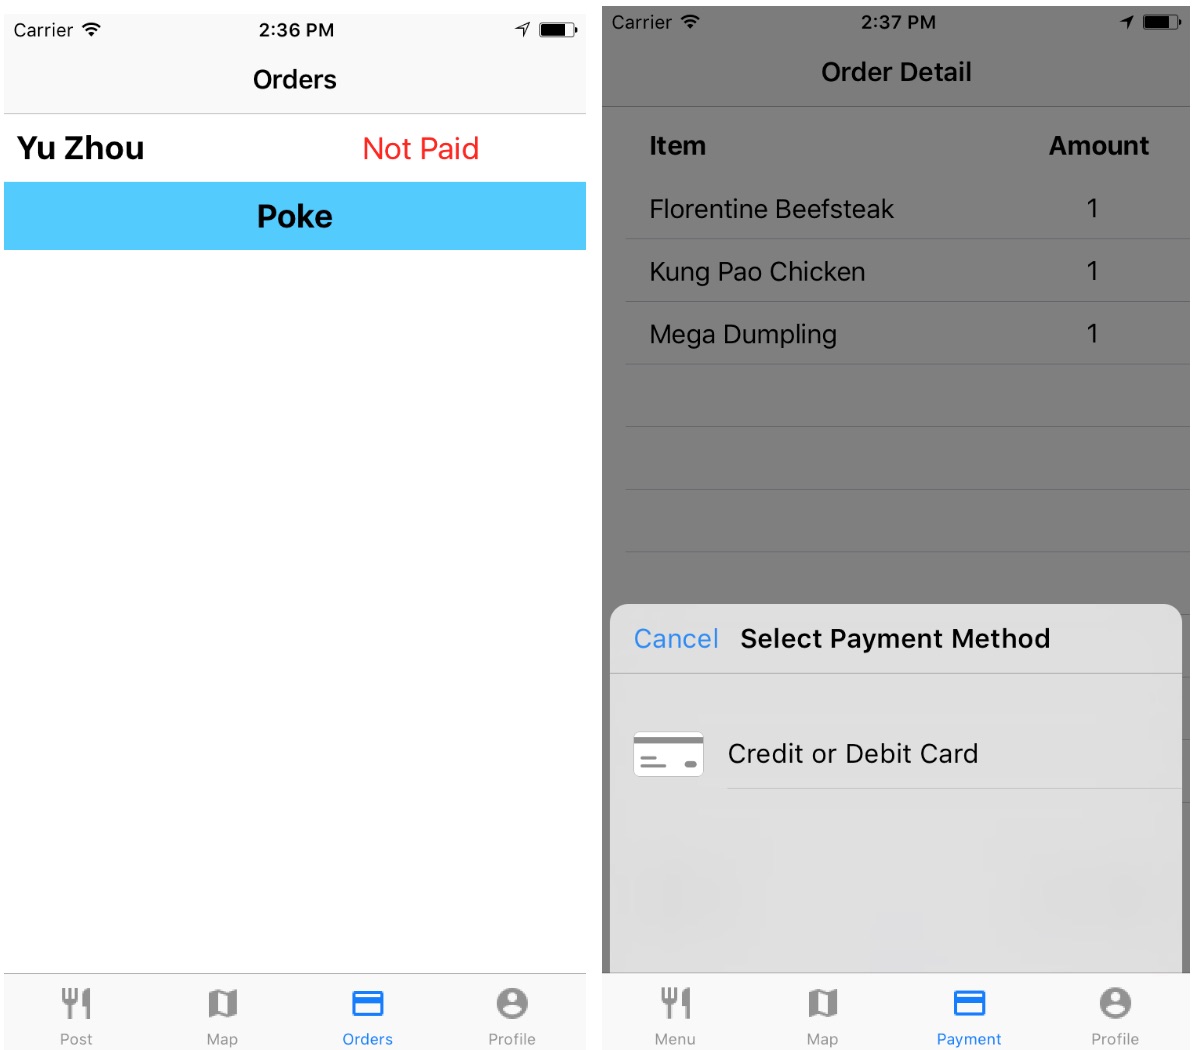 Carrier 2:36 PM
Orders
Yu Zhou Not Paid
Poke
Post Map Orders Profile
Carrier 2:37 PM
Order Detail
Item Amount
Florentine Beefsteak 1
Kung Pao Chicken 1
Mega Dumpling 1
Cancel Select Payment Method
Credit or Debit Card
Menu Map Payment Profile